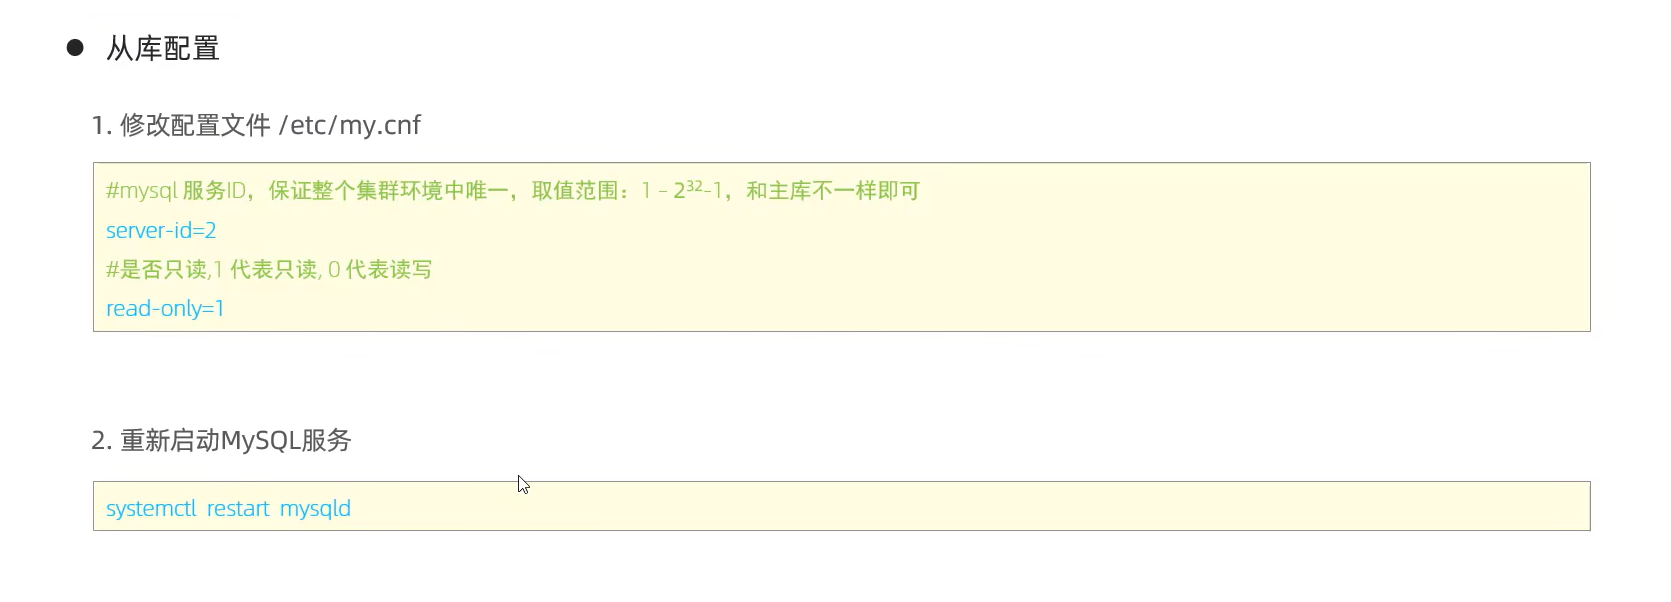 ● 从库配置
1. 修改配置文件 /etc/my.cnf
#mysql 服务ID，保证整个集群环境中唯一，取值范围：1 – 2³²-1，和主库不一样即可
server-id=2
#是否只读,1 代表只读, 0 代表读写
read-only=1
2. 重新启动MySQL服务
systemctl restart mysqld